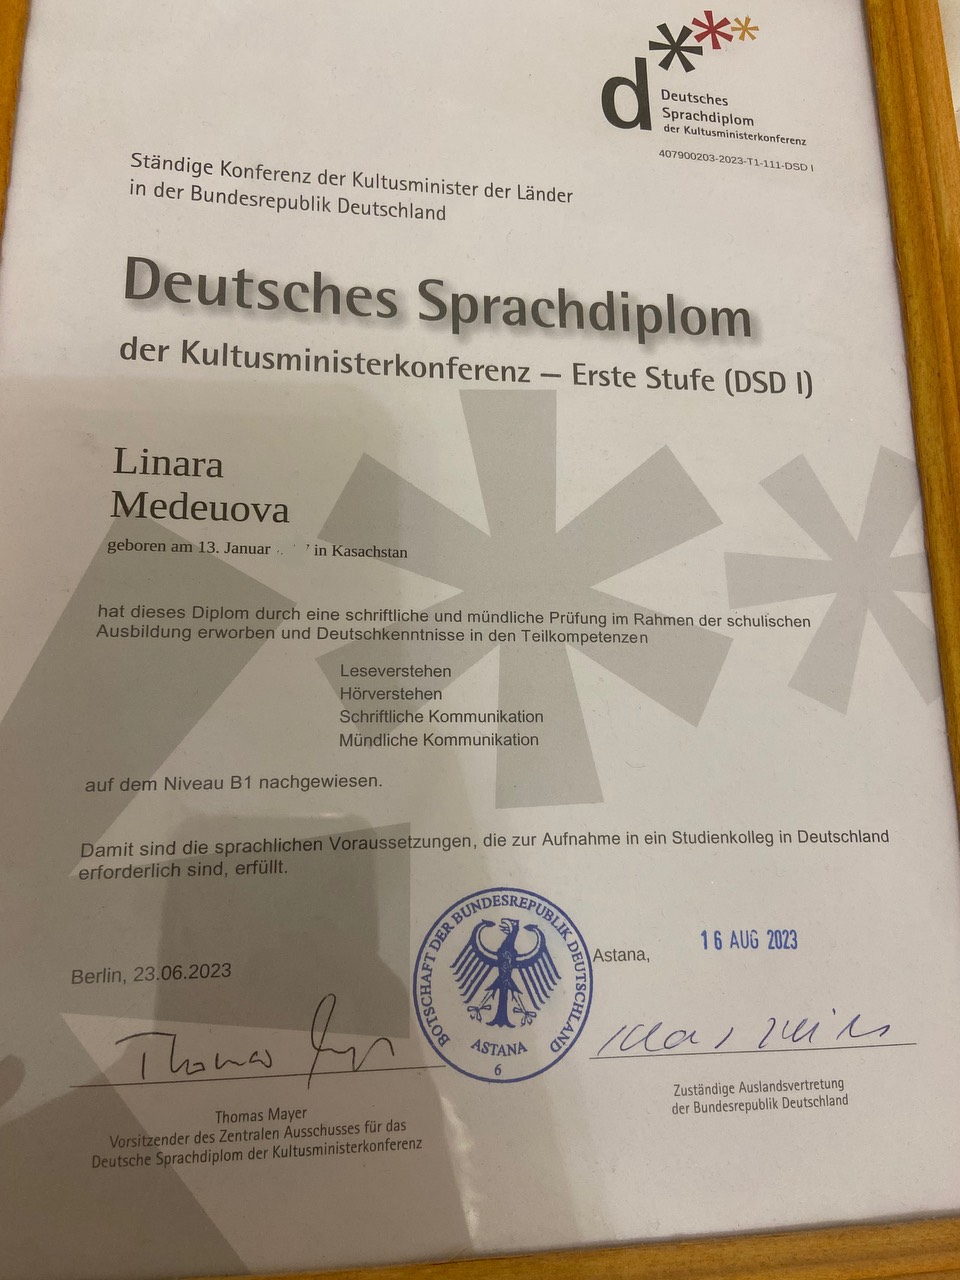 d***
Deutsches
Sprachdiplom
der Kultusministerkonferenz
407900203-2023-T1-111-DSD I
Ständige Konferenz der Kultusminister der Länder
in der Bundesrepublik Deutschland
Deutsches Sprachdiplom
der Kultusministerkonferenz – Erste Stufe (DSD I)
Linara
Medeuova
geboren am 13. Januar in Kasachstan
hat dieses Diplom durch eine schriftliche und mündliche Prüfung im Rahmen der schulischen
Ausbildung erworben und Deutschkenntnisse in den Teilkompetenzen
Leseverstehen
Hörverstehen
Schriftliche Kommunikation
Mündliche Kommunikation
auf dem Niveau B1 nachgewiesen.
Damit sind die sprachlichen Voraussetzungen, die zur Aufnahme in ein Studienkolleg in Deutschland
erforderlich sind, erfüllt.
Berlin, 23.06.2023
BOTSCHAFT DER BUNDESREPUBLIK DEUTSCHLAND
ASTANA
6
Astana,
16 AUG 2023
Thomas
Thomas Mayer
Vorsitzender des Zentralen Ausschusses für das
Deutsche Sprachdiplom der Kultusministerkonferenz
Zuständige Auslandsvertretung
der Bundesrepublik Deutschland